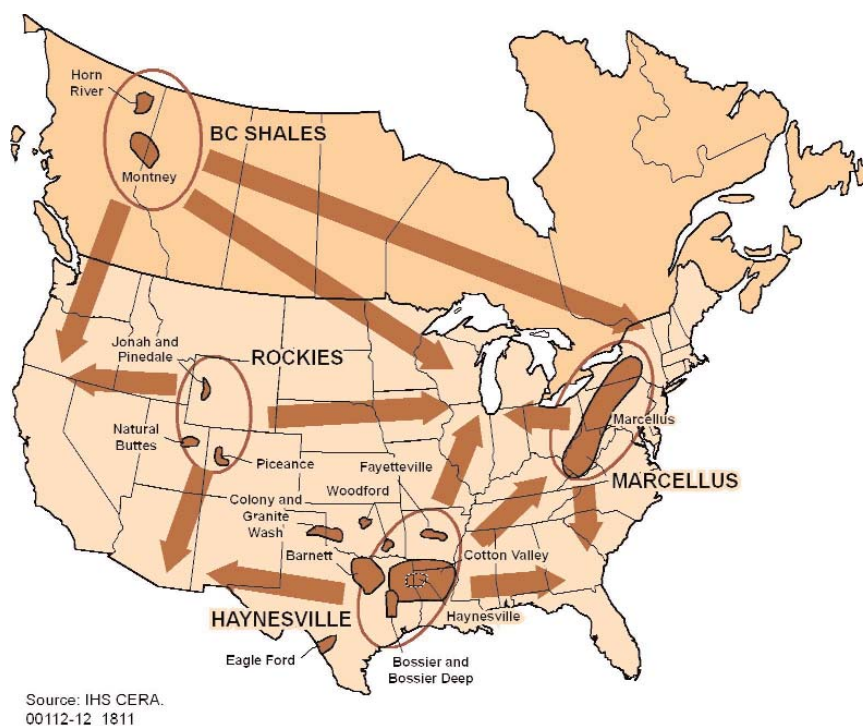 Horn
River
BC SHALES
Montney
Jonah and
Pinedale
ROCKIES
Natural
Buttes
Piceance
Marcellus
MARCELLUS
Fayetteville
Woodford
Colony and
Granite
Wash
Barnett
Cotton Valley
HAYNESVILLE
Haynesville
Eagle Ford
Bossier and
Bossier Deep
Source: IHS CERA.
00112-12 1811